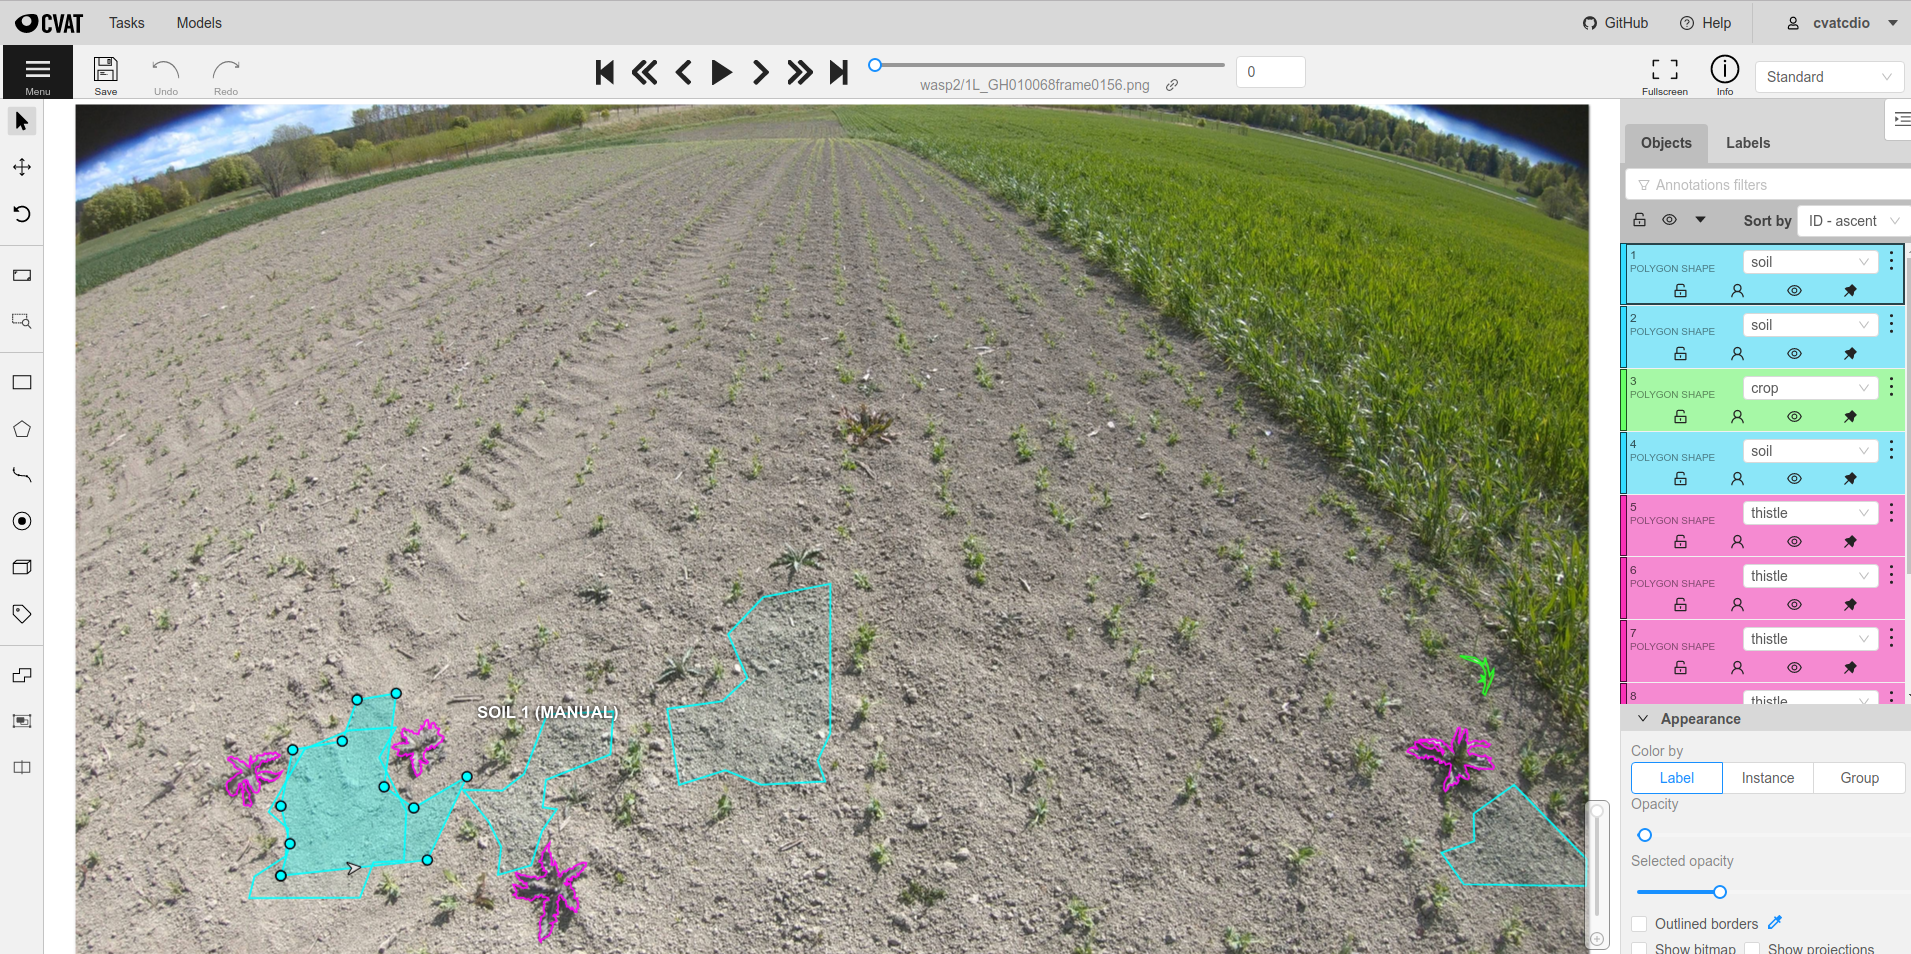 CVAT
Tasks
Models
GitHub
Help
cvatcdio
Menu
Save
Undo
Redo
wasp2/1L_GH010068frame0156.png
0
Fullscreen
Info
Standard
Objects
Labels
Annotations filters
Sort by
ID - ascent
1
POLYGON SHAPE
soil
2
POLYGON SHAPE
soil
3
POLYGON SHAPE
crop
4
POLYGON SHAPE
soil
5
POLYGON SHAPE
thistle
6
POLYGON SHAPE
thistle
7
POLYGON SHAPE
thistle
8
thistle
SOIL 1 (MANUAL)
Appearance
Color by
Label
Instance
Group
Opacity
Selected opacity
Outlined borders
Show bitmap
Show projections